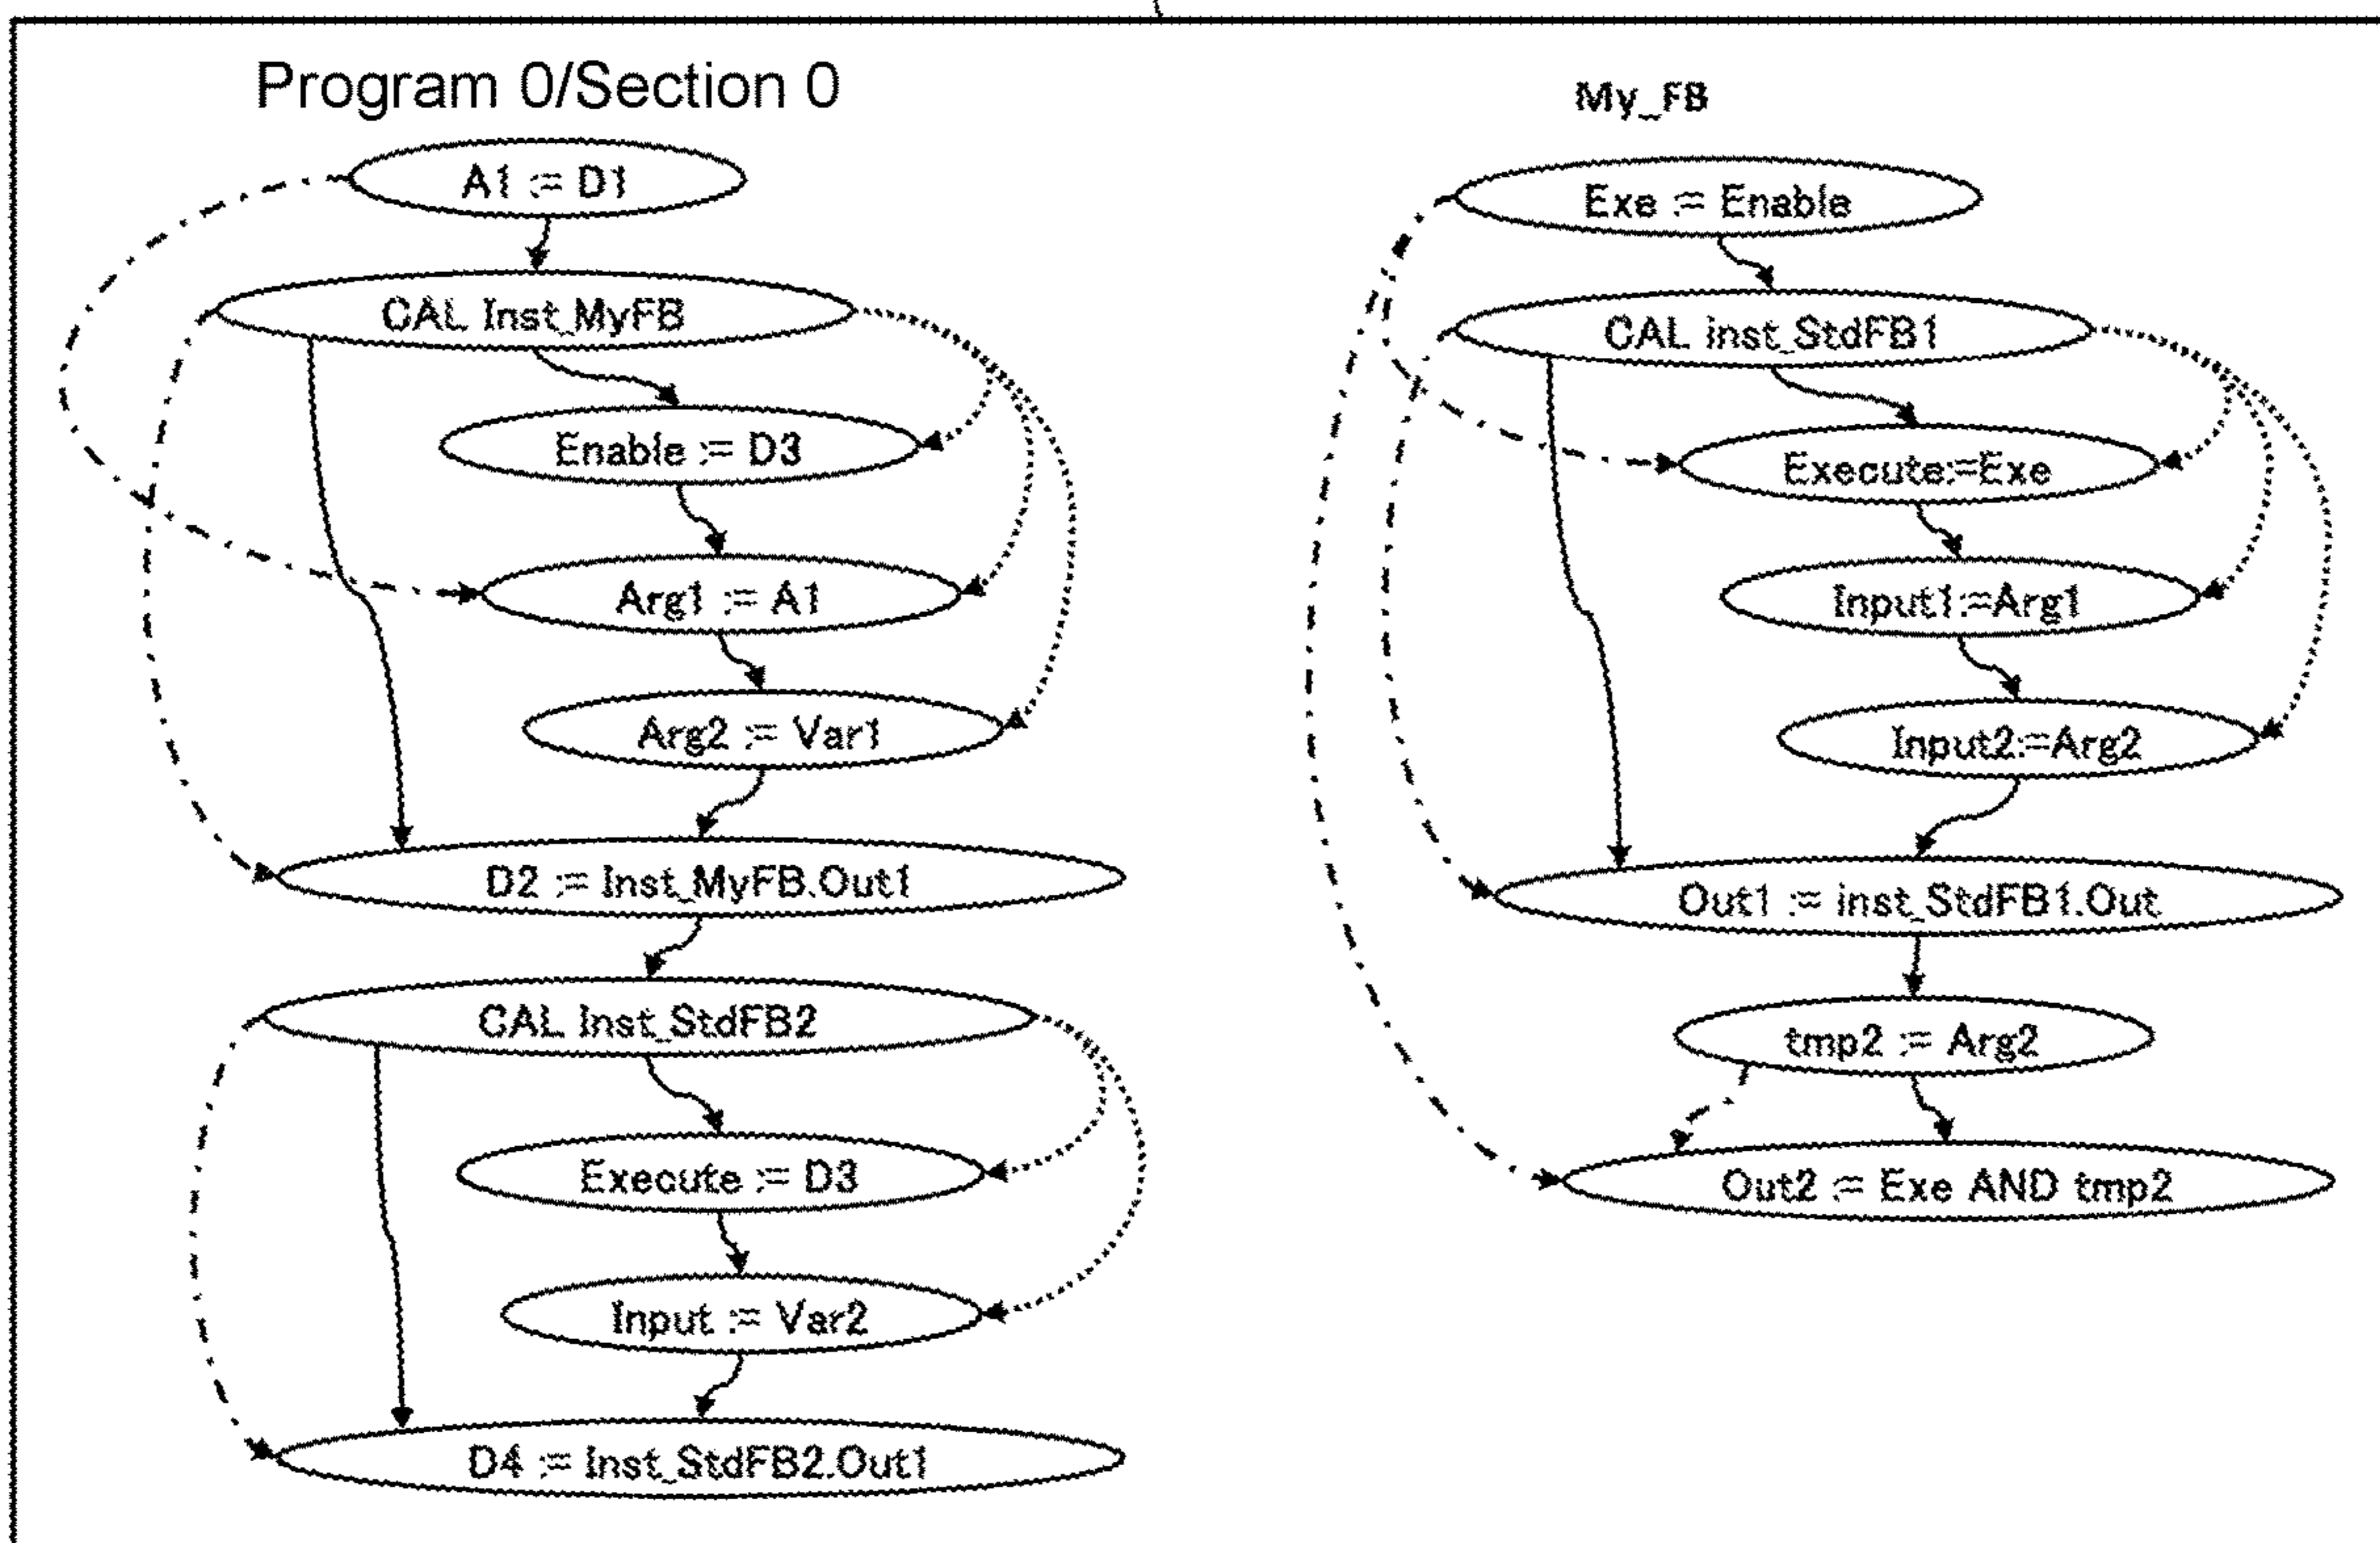 Program 0/Section 0
A1 := D1
CAL Inst_MyFB
Enable := D3
Arg1 := A1
Arg2 := Var1
D2 := Inst_MyFB.Out1
CAL Inst_StdFB2
Execute := D3
Input := Var2
D4 := Inst_StdFB2.Out1
My_FB
Exe := Enable
CAL inst_StdFB1
Execute:=Exe
Input1:=Arg1
Input2:=Arg2
Out1 := inst_StdFB1.Out
tmp2 := Arg2
Out2 := Exe AND tmp2